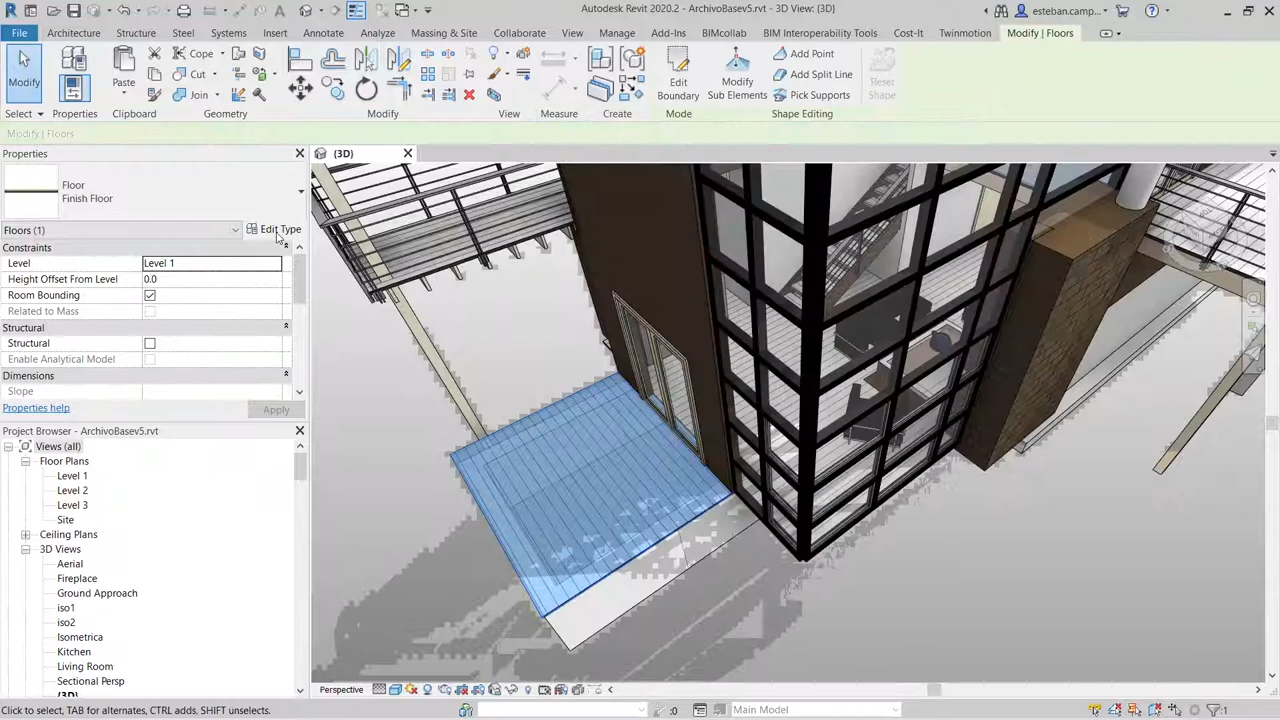 Autodesk Revit 2020.2 - ArchivoBasev5.rvt - 3D View: {3D}
esteban.camp...
File Architecture Structure Steel Systems Insert Annotate Analyze Massing & Site Collaborate View Manage Add-Ins BIMcollab BIM Interoperability Tools Cost-It Twinmotion Modify | Floors
Modify
Paste
Cope
Cut
Join
Edit
Boundary
Modify
Sub Elements
Add Point
Add Split Line
Pick Supports
Reset
Shape
Select Properties Clipboard Geometry Modify View Measure Create Mode Shape Editing
Modify | Floors
Properties
{3D}
Floor
Finish Floor
Floors (1)
Edit Type
Constraints
Level Level 1
Height Offset From Level 0.0
Room Bounding
Related to Mass
Structural
Structural
Enable Analytical Model
Dimensions
Slope
Properties help
Apply
Project Browser - ArchivoBasev5.rvt
Views (all)
Floor Plans
Level 1
Level 2
Level 3
Site
Ceiling Plans
3D Views
Aerial
Fireplace
Ground Approach
iso1
iso2
Isometrica
Kitchen
Living Room
Sectional Persp
{3D}
Perspective
Click to select, TAB for alternates, CTRL adds, SHIFT unselects.
:0
Main Model
:1